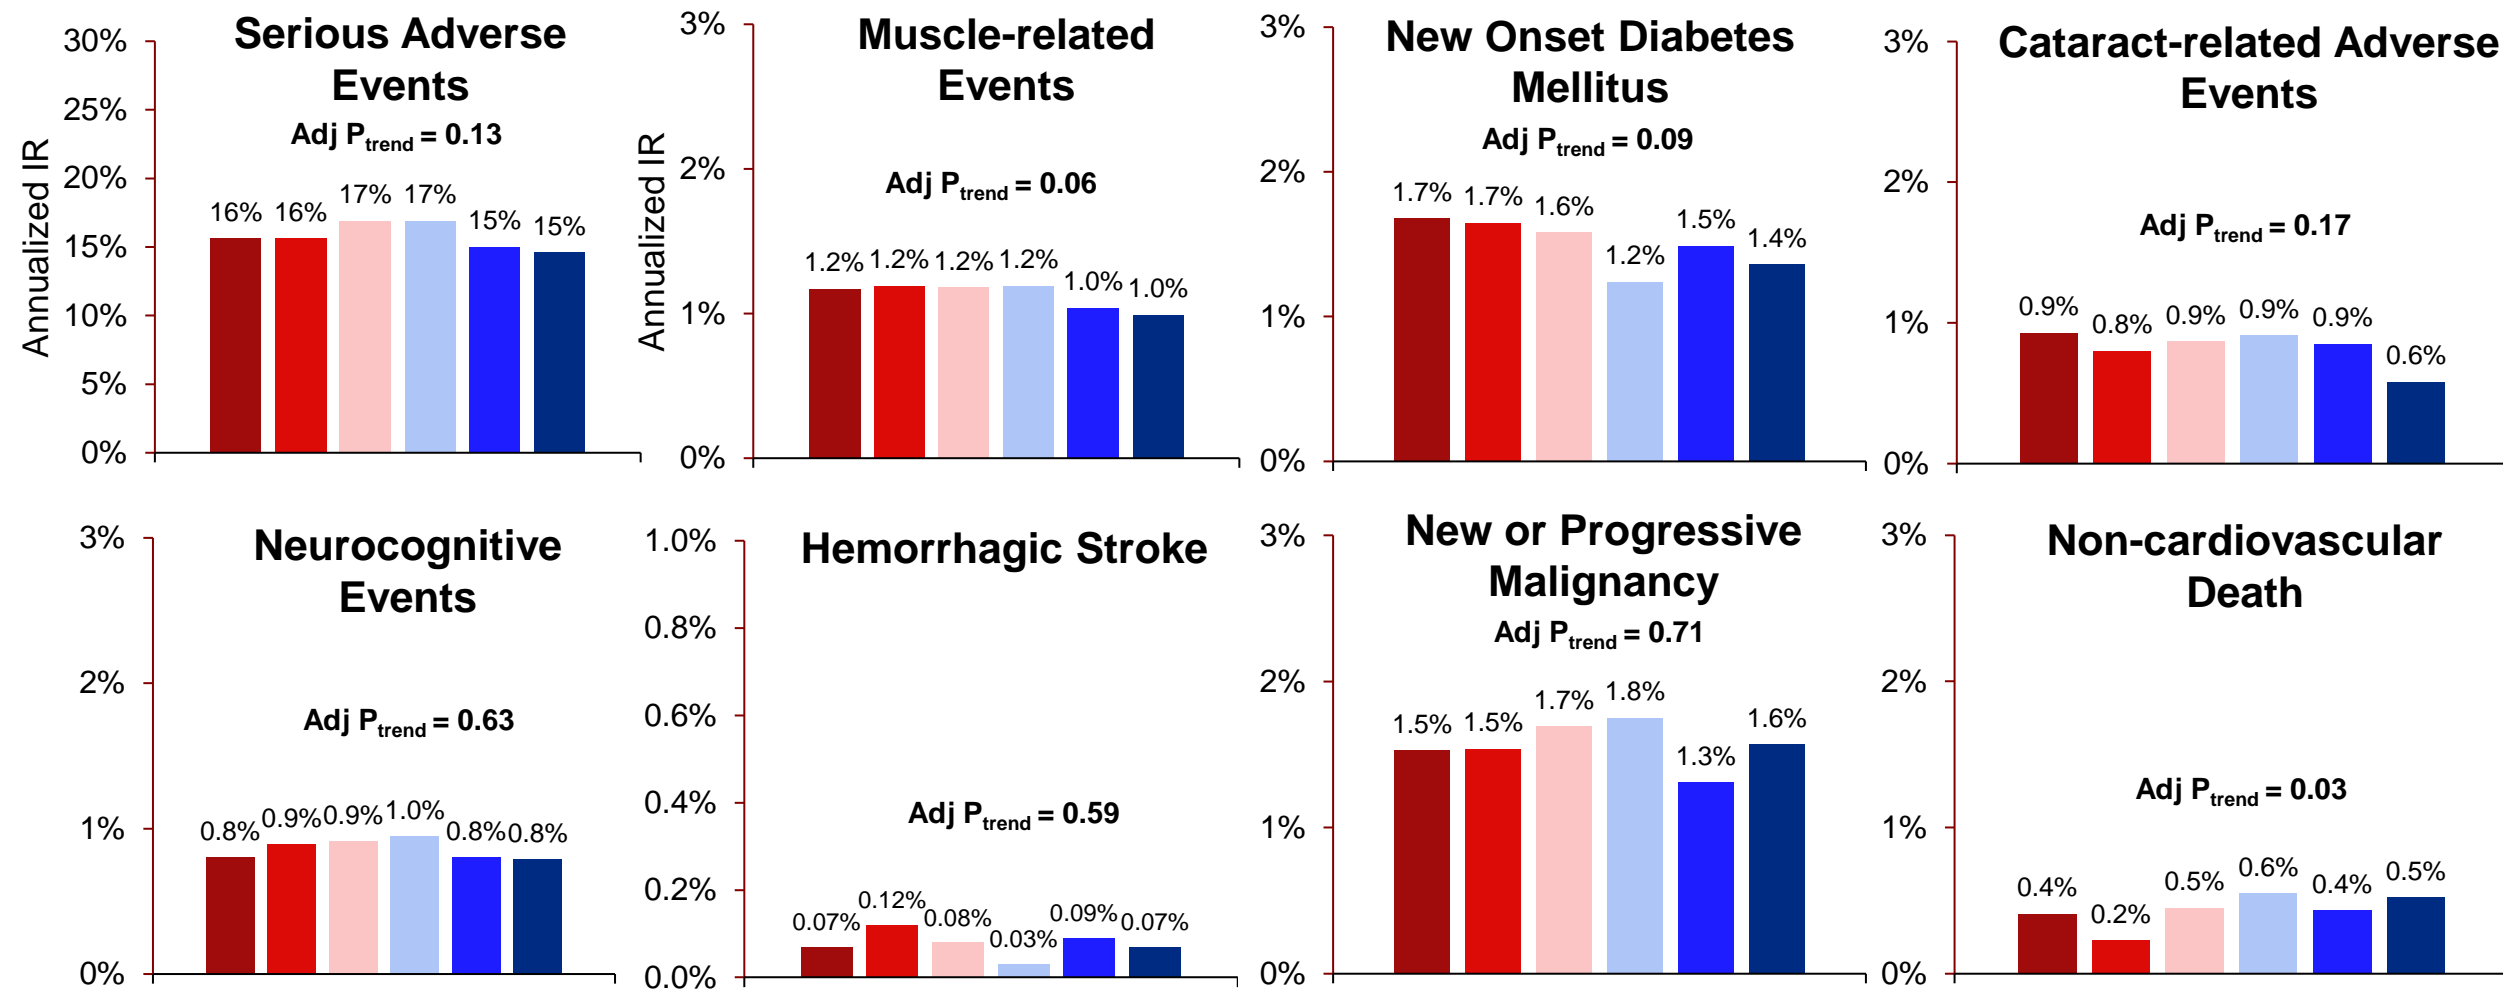 Serious Adverse
Events
Adj Ptrend = 0.13
Annualized IR
30%
25%
20%
15%
10%
5%
0%
16% 16% 17% 17% 15% 15%
Muscle-related
Events
Adj Ptrend = 0.06
Annualized IR
3%
2%
1%
0%
1.2% 1.2% 1.2% 1.2% 1.0% 1.0%
New Onset Diabetes
Mellitus
Adj Ptrend = 0.09
3%
2%
1%
0%
1.7% 1.7% 1.6% 1.2% 1.5% 1.4%
Cataract-related Adverse
Events
Adj Ptrend = 0.17
3%
2%
1%
0%
0.9% 0.8% 0.9% 0.9% 0.9% 0.6%
Neurocognitive
Events
Adj Ptrend = 0.63
3%
2%
1%
0%
0.8% 0.9% 0.9% 1.0% 0.8% 0.8%
Hemorrhagic Stroke
Adj Ptrend = 0.59
1.0%
0.8%
0.6%
0.4%
0.2%
0.0%
0.07% 0.12% 0.08% 0.03% 0.09% 0.07%
New or Progressive
Malignancy
Adj Ptrend = 0.71
3%
2%
1%
0%
1.5% 1.5% 1.7% 1.8% 1.3% 1.6%
Non-cardiovascular
Death
Adj Ptrend = 0.03
3%
2%
1%
0%
0.4% 0.2% 0.5% 0.6% 0.4% 0.5%